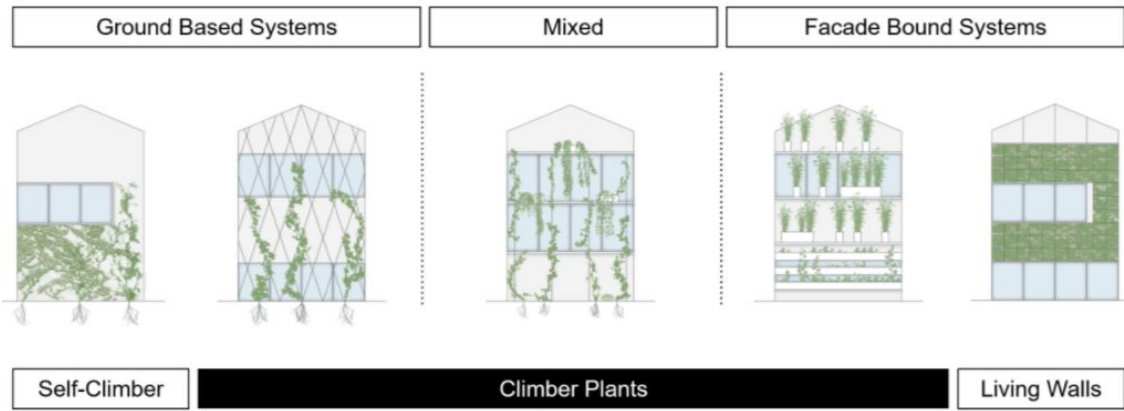 Ground Based Systems
Mixed
Facade Bound Systems
Self-Climber
Climber Plants
Living Walls